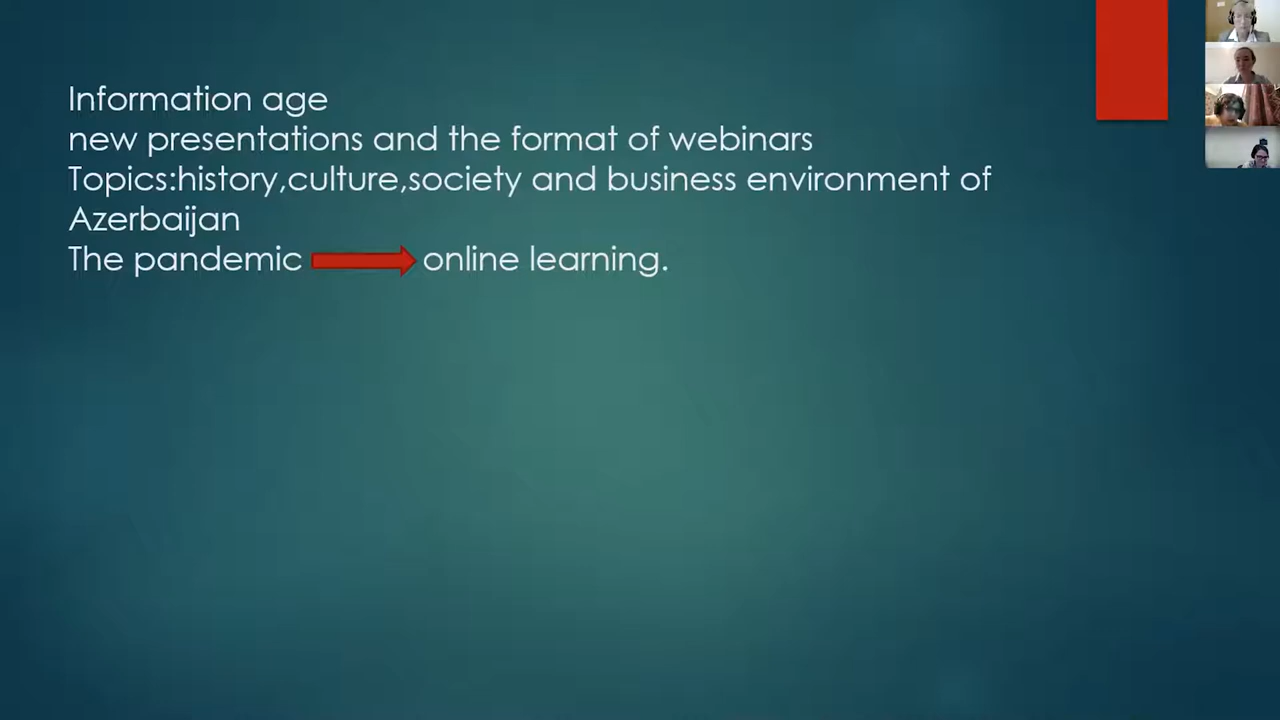 Information age
new presentations and the format of webinars
Topics:history,culture,society and business environment of
Azerbaijan
The pandemic online learning.